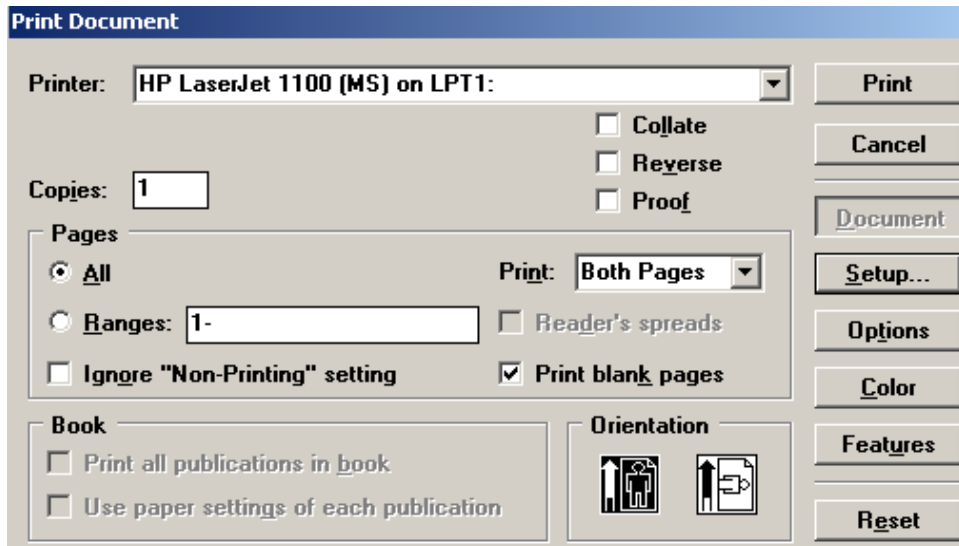 Print Document
Printer: HP LaserJet 1100 (MS) on LPT1: Print
Collate
Reverse Cancel
Copies: 1 Proof
Document
Pages
All Print: Both Pages Setup...
Ranges: 1- Reader's spreads Options
Ignore "Non-Printing" setting Print blank pages Color
Book Orientation
Print all publications in book Features
Use paper settings of each publication
Reset